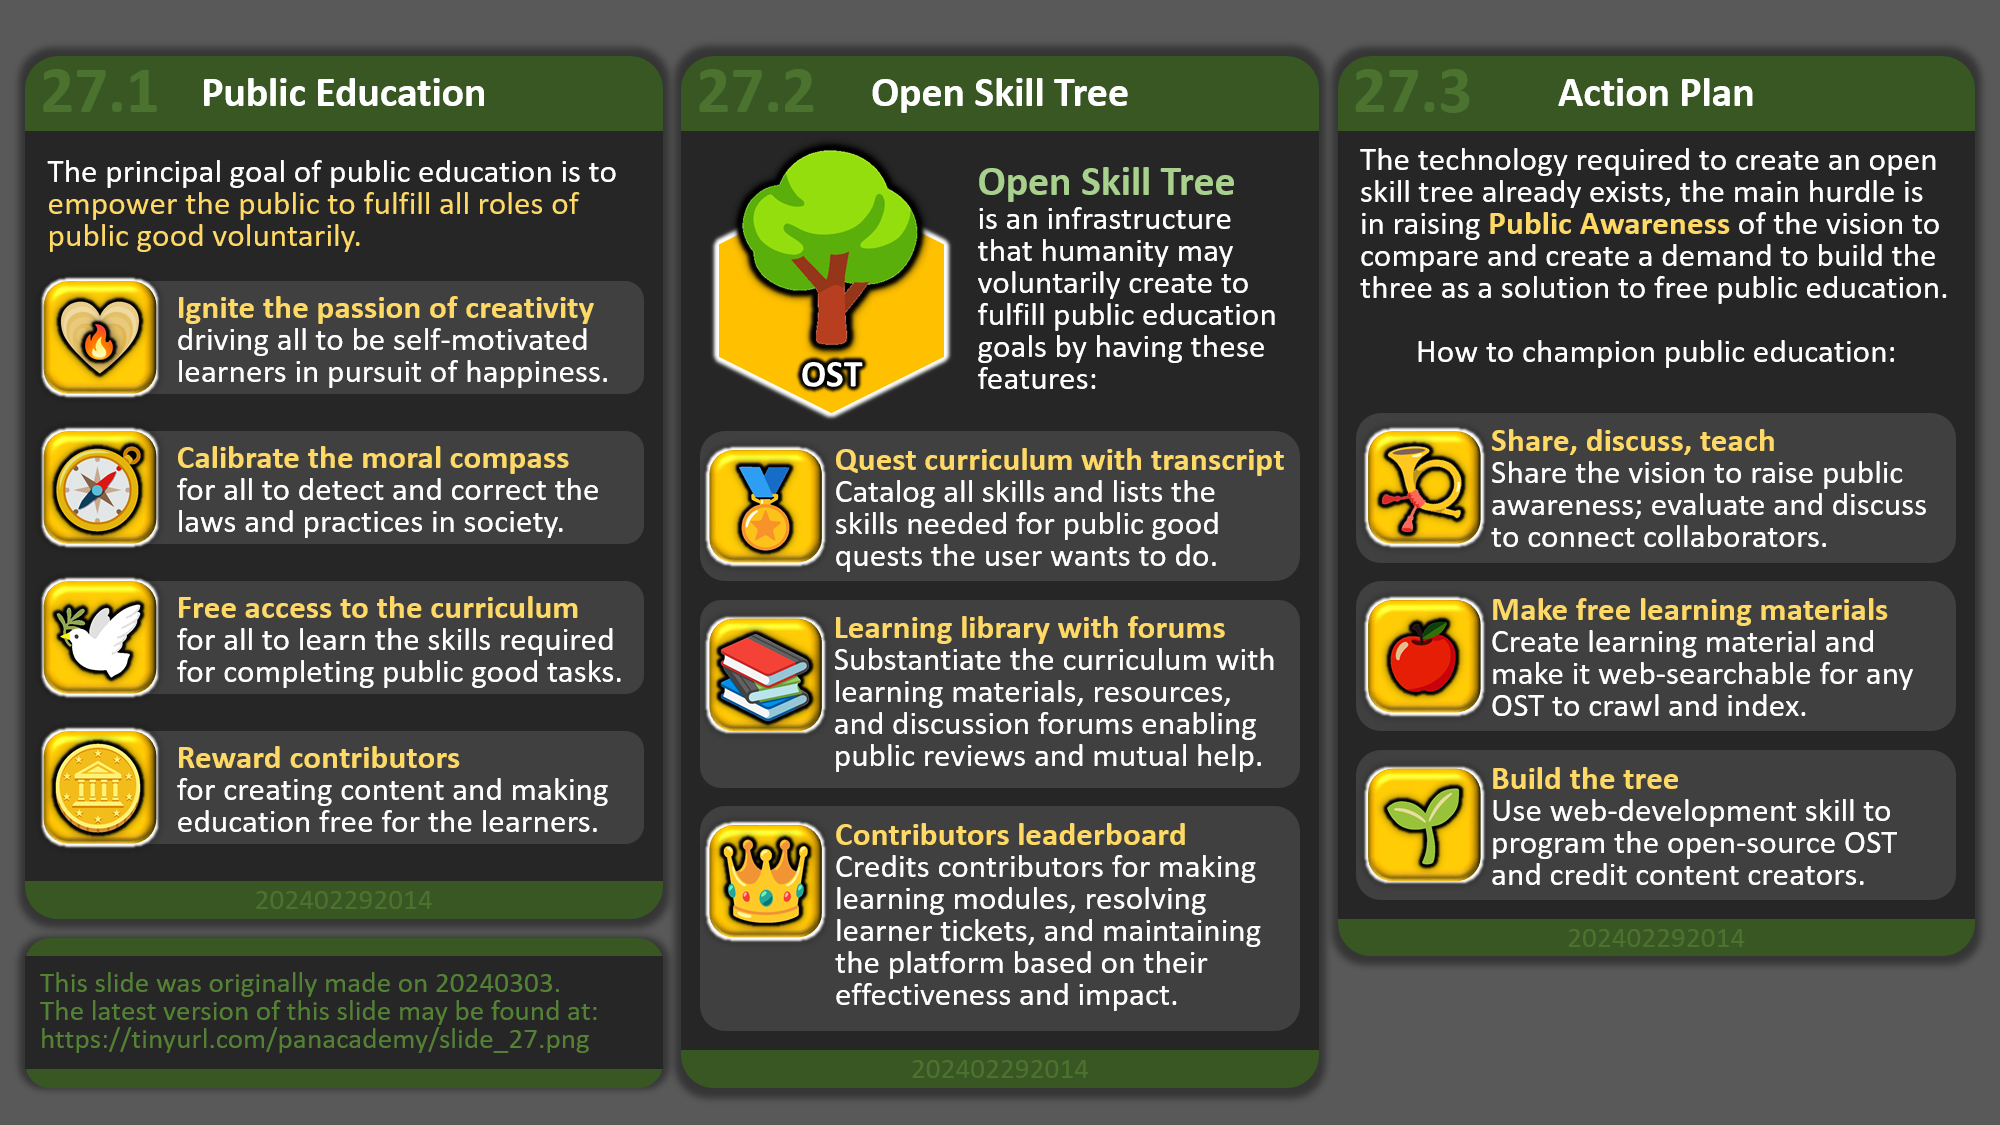 27.1 Public Education
The principal goal of public education is to
empower the public to fulfill all roles of
public good voluntarily.
Ignite the passion of creativity
driving all to be self-motivated
learners in pursuit of happiness.
Calibrate the moral compass
for all to detect and correct the
laws and practices in society.
Free access to the curriculum
for all to learn the skills required
for completing public good tasks.
Reward contributors
for creating content and making
education free for the learners.
202402292014
This slide was originally made on 20240303.
The latest version of this slide may be found at:
https://tinyurl.com/panacademy/slide_27.png
27.2 Open Skill Tree
OST
Open Skill Tree
is an infrastructure
that humanity may
voluntarily create to
fulfill public education
goals by having these
features:
Quest curriculum with transcript
Catalog all skills and lists the
skills needed for public good
quests the user wants to do.
Learning library with forums
Substantiate the curriculum with
learning materials, resources,
and discussion forums enabling
public reviews and mutual help.
Contributors leaderboard
Credits contributors for making
learning modules, resolving
learner tickets, and maintaining
the platform based on their
effectiveness and impact.
202402292014
27.3 Action Plan
The technology required to create an open
skill tree already exists, the main hurdle is
in raising Public Awareness of the vision to
compare and create a demand to build the
three as a solution to free public education.
How to champion public education:
Share, discuss, teach
Share the vision to raise public
awareness; evaluate and discuss
to connect collaborators.
Make free learning materials
Create learning material and
make it web-searchable for any
OST to crawl and index.
Build the tree
Use web-development skill to
program the open-source OST
and credit content creators.
202402292014